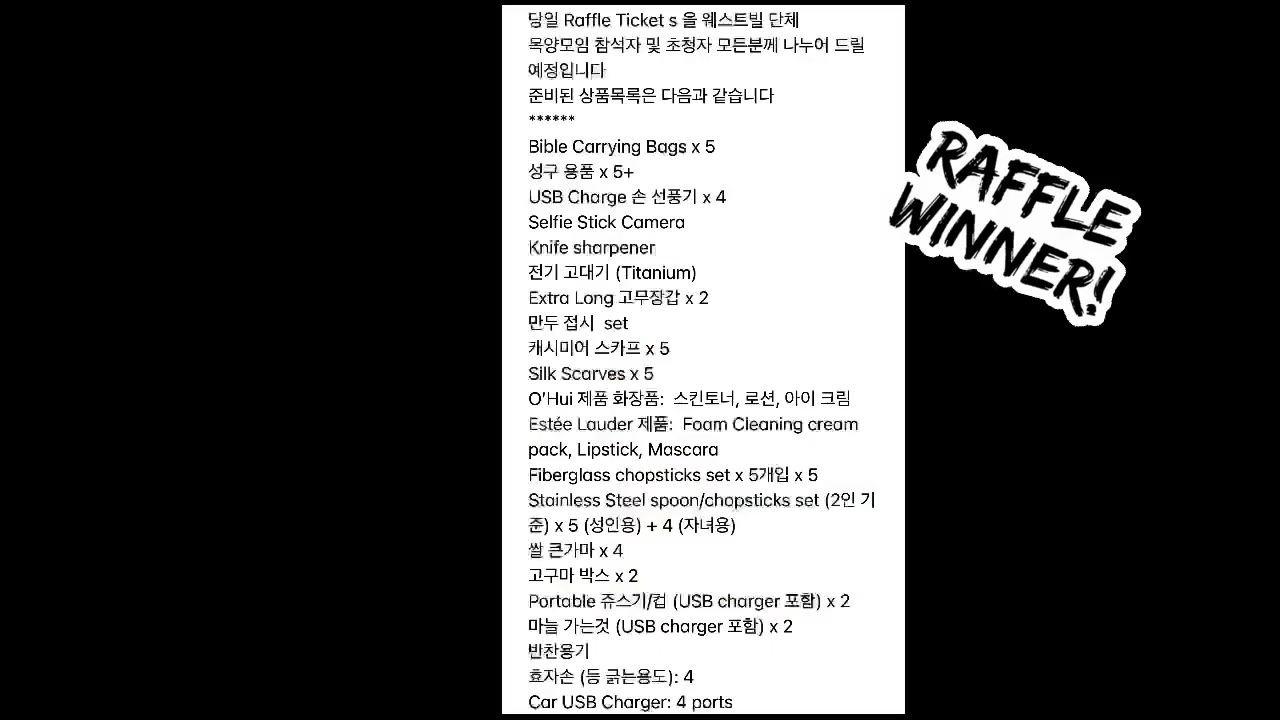 당일 Raffle Ticket s 을 웨스트빌 단체
목양모임 참석자 및 초청자 모든분께 나누어 드릴
예정입니다
준비된 상품목록은 다음과 같습니다
******
Bible Carrying Bags x 5
성구 용품 x 5+
USB Charge 손 선풍기 x 4
Selfie Stick Camera
Knife sharpener
전기 고대기 (Titanium)
Extra Long 고무장갑 x 2
만두 접시 set
캐시미어 스카프 x 5
Silk Scarves x 5
O'Hui 제품 화장품: 스킨토너, 로션, 아이 크림
Estée Lauder 제품: Foam Cleaning cream
pack, Lipstick, Mascara
Fiberglass chopsticks set x 5개입 x 5
Stainless Steel spoon/chopsticks set (2인 기
준) x 5 (성인용) + 4 (자녀용)
쌀 큰가마 x 4
고구마 박스 x 2
Portable 쥬스기/컵 (USB charger 포함) x 2
마늘 가는것 (USB charger 포함) x 2
반찬용기
효자손 (등 긁는용도): 4
Car USB Charger: 4 ports
RAFFLE
WINNER!